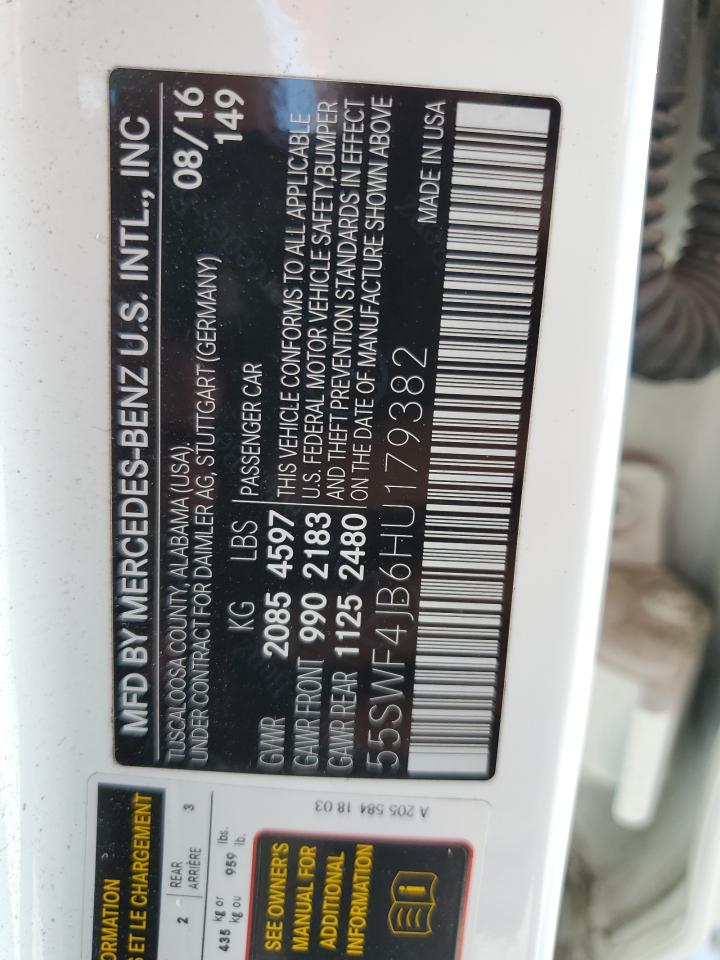 MFD BY MERCEDES-BENZ U.S. INTL., INC
TUSCALOOSA COUNTY, ALABAMA (USA),
UNDER CONTRACT FOR DAIMLER AG, STUTTGART (GERMANY)
08/16
149
KG LBS PASSENGER CAR
GVWR 2085 4597
GAWR FRONT 990 2183
GAWR REAR 1125 2480
THIS VEHICLE CONFORMS TO ALL APPLICABLE
U.S. FEDERAL MOTOR VEHICLE SAFETY, BUMPER
AND THEFT PREVENTION STANDARDS IN EFFECT
ON THE DATE OF MANUFACTURE SHOWN ABOVE
55SWF4JB6HU179382
MADE IN USA
ET LE CHARGEMENT
2 REAR 3
ARRIÈRE
435 kg or 959 lbs.
kg ou lb.
SEE OWNER'S
MANUAL FOR
ADDITIONAL
INFORMATION
i
A 205 584 18 03